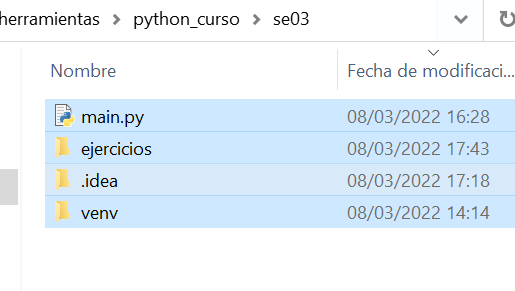 herramientas > python_curso > se03
Nombre Fecha de modificaci...
main.py 08/03/2022 16:28
ejercicios 08/03/2022 17:43
.idea 08/03/2022 17:18
venv 08/03/2022 14:14